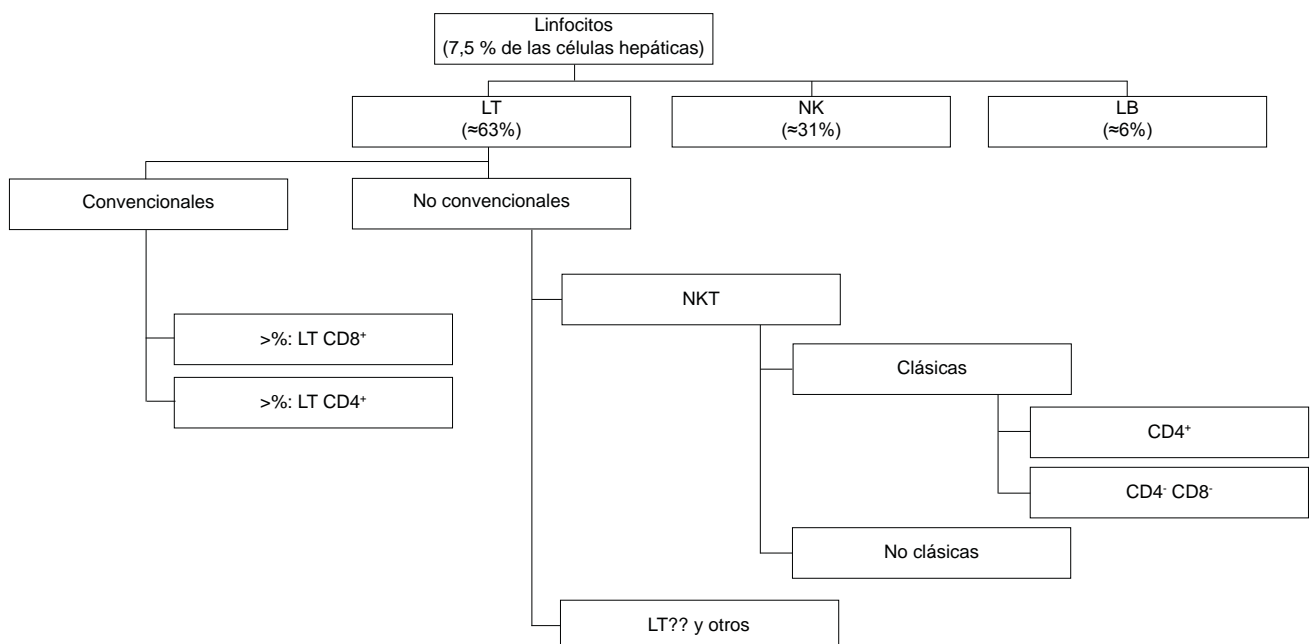 Linfocitos
(7,5 % de las células hepáticas)
LT
(≈63%)
NK
(≈31%)
LB
(≈6%)
Convencionales
No convencionales
NKT
>%: LT CD8⁺
Clásicas
>%: LT CD4⁺
CD4⁺
CD4⁻ CD8⁻
No clásicas
LT?? y otros